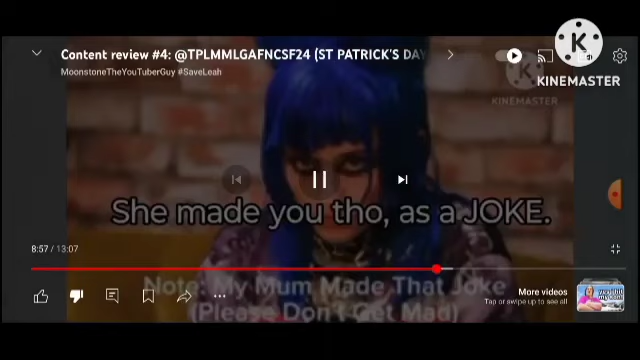 Content review #4: @TPLMMLGAFNCSF24 (ST PATRICK'S DAY
MoonstoneTheYouTuberGuy #SaveLeah
K
KINEMASTER
K
KINEMASTER
She made you tho, as a JOKE.
8:57 / 13:07
Note: My Mum Made That Joke
(Please Dont Get Mad)
More videos
Tap or swipe up to see all